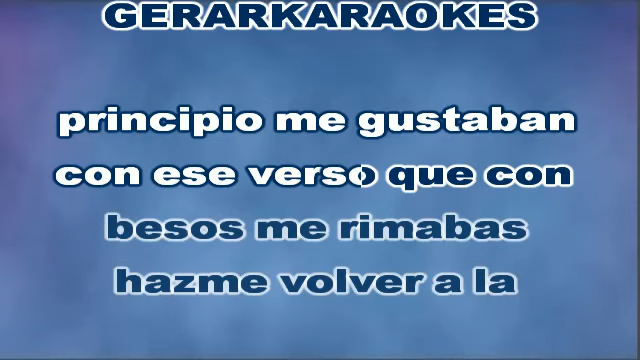 GERARKARAOKES
principio me gustaban
con ese verso que con
besos me rimabas
hazme volver a la